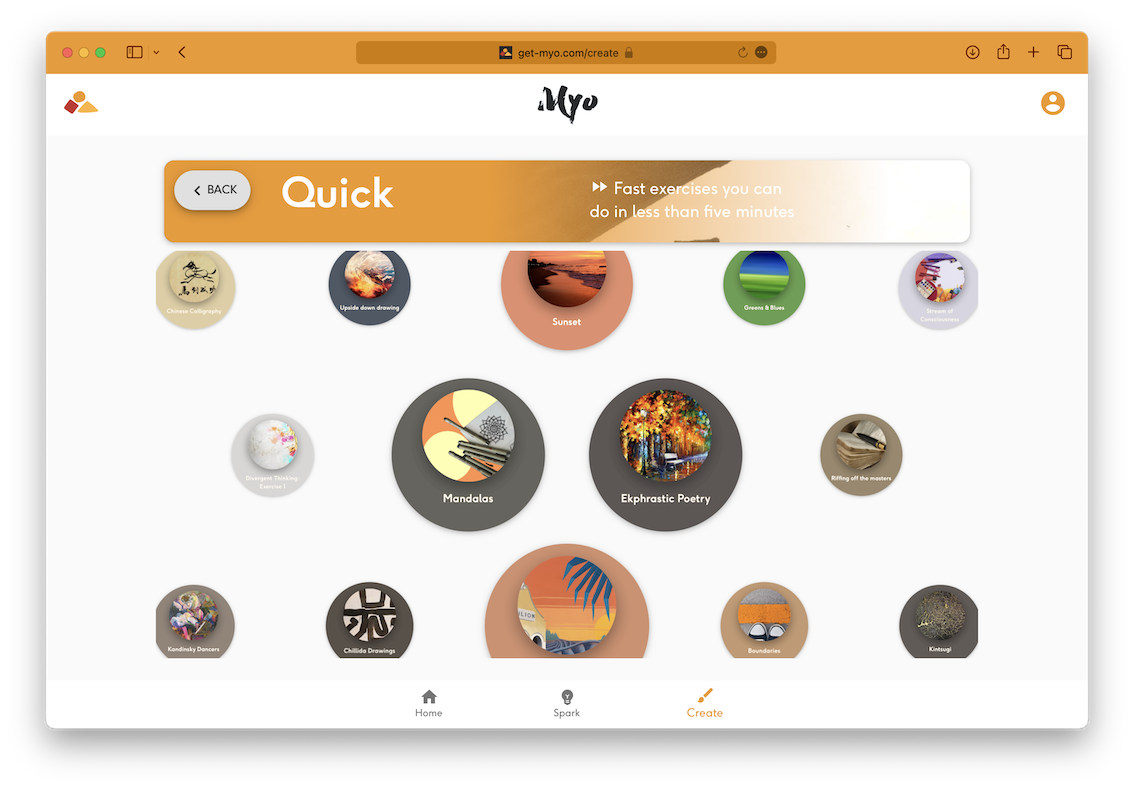 get-myo.com/create
Myo
BACK
Quick
Fast exercises you can
do in less than five minutes
Chinese Calligraphy
Upside down drawing
Sunset
Greens & Blues
Stream of
Consciousness
Divergent Thinking
Exercise 1
Mandalas
Ekphrastic Poetry
Riffing off the masters
LION
Kandinsky Dancers
Chillida Drawings
Boundaries
Kintsugi
Home
Spark
Create